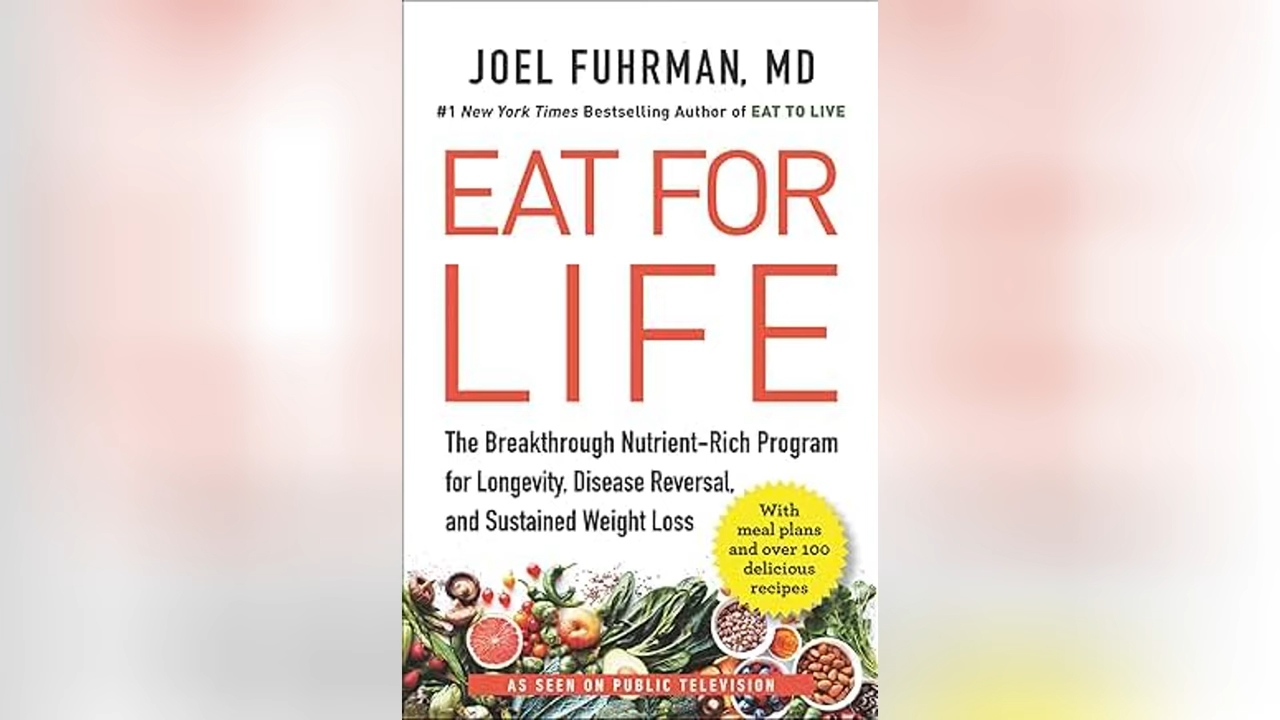 JOEL FUHRMAN, MD
#1 New York Times Bestselling Author of EAT TO LIVE
EAT FOR
LIFE
The Breakthrough Nutrient-Rich Program
for Longevity, Disease Reversal,
and Sustained Weight Loss
With
meal plans
and over 100
delicious
recipes
AS SEEN ON PUBLIC TELEVISION